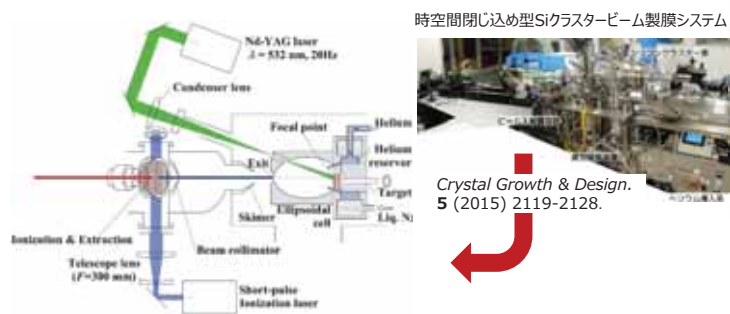 時空間閉じ込め型Siクラスタービーム製膜システム
Nd-YAG laser
λ = 532 nm, 20Hz
Condenser lens
Focal point
Helium
Exit
Helium
reservoir
Target
Skimer
Ellipsoidal
cell
Liq. N2
Ionization & Extraction
Beam collimator
Telescope lens
(F=300 mm)
Short-pulse
Ionization laser
Crystal Growth & Design.
5 (2015) 2119-2128.